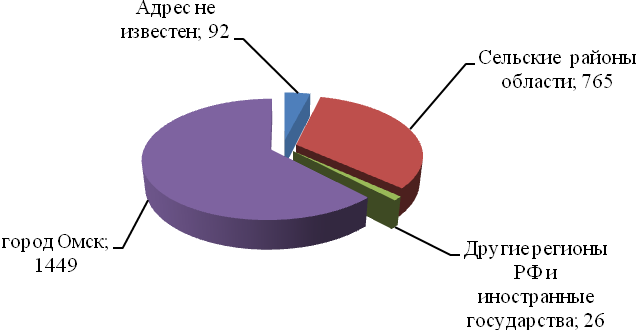 Адрес не
известен; 92
Сельские районы
области; 765
город Омск;
1449
Другие регионы
РФ и
иностранные
государства; 26